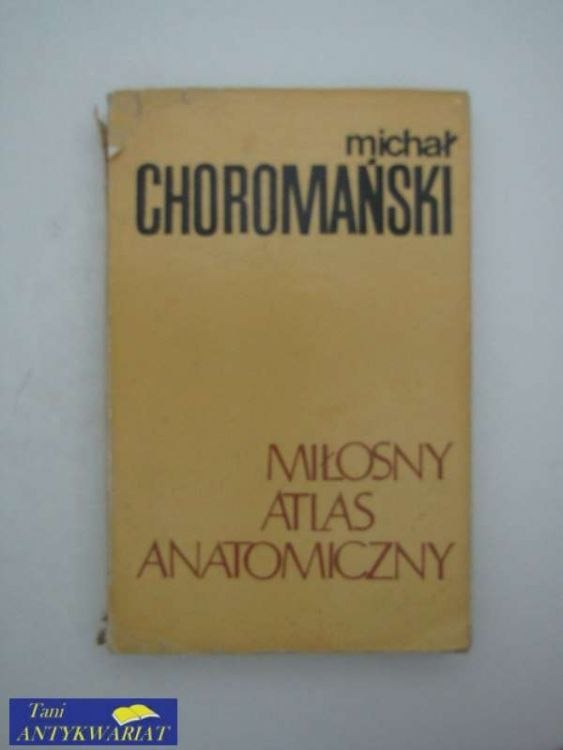 michał
CHOROMAŃSKI
MIŁOSNY
ATLAS
ANATOMICZNY
Tani
ANTYKWARIAT